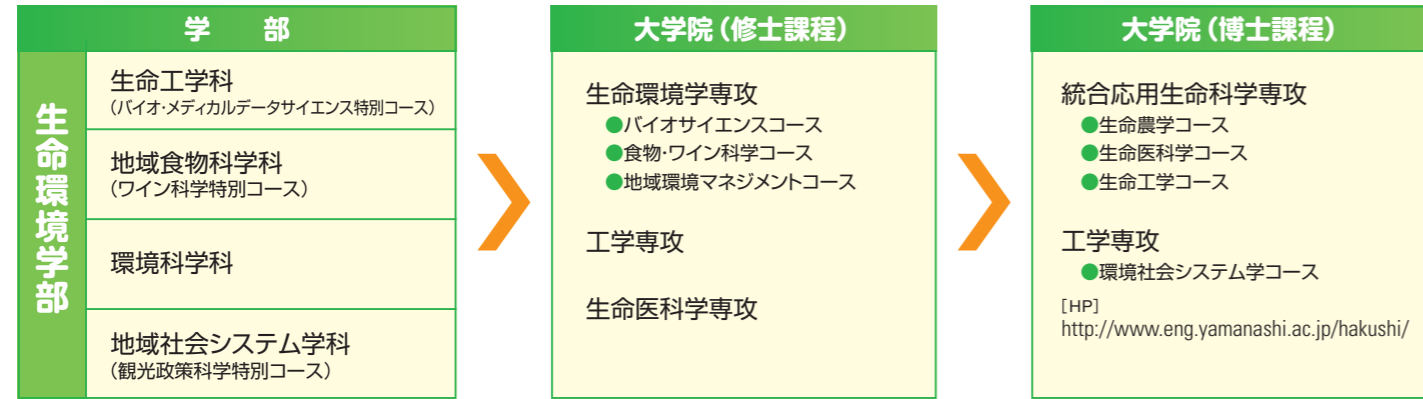 学 部
生命環境学部
生命工学科
（バイオ・メディカルデータサイエンス特別コース）
地域食物科学科
（ワイン科学特別コース）
環境科学科
地域社会システム学科
（観光政策科学特別コース）
大学院（修士課程）
生命環境学専攻
●バイオサイエンスコース
●食物・ワイン科学コース
●地域環境マネジメントコース
工学専攻
生命医科学専攻
大学院（博士課程）
統合応用生命科学専攻
●生命農学コース
●生命医科学コース
●生命工学コース
工学専攻
●環境社会システム学コース
［HP］
http://www.eng.yamanashi.ac.jp/hakushi/